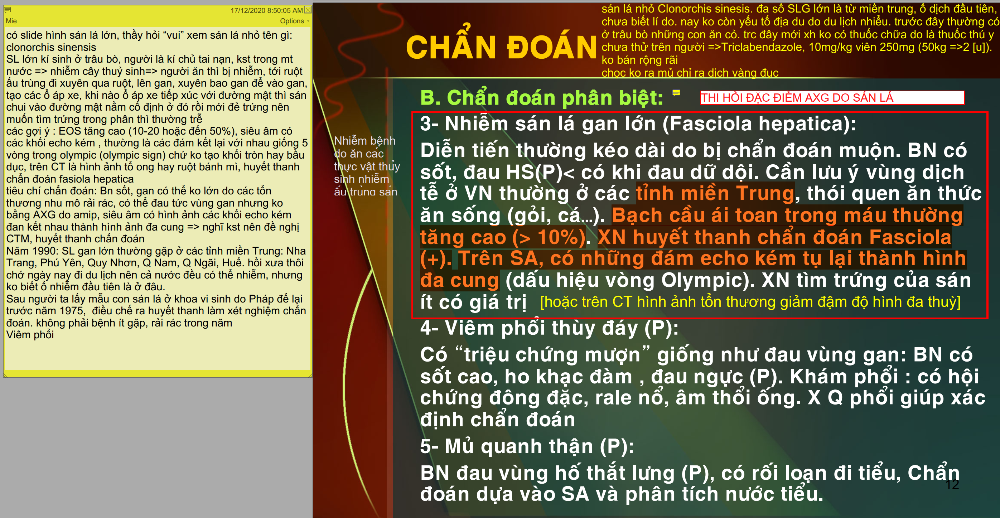 17/12/2020 8:50:05 AM
Mie
Options
có slide hình sán lá lớn, thầy hỏi “vui” xem sán lá nhỏ tên gì:
clonorchis sinensis
SL lớn kí sinh ở trâu bò, người là kí chủ tai nạn, kst trong mt
nước => nhiễm cây thuỷ sinh=> người ăn thì bị nhiễm, tới ruột
ấu trùng đi xuyên qua ruột, lên gan, xuyên bao gan để vào gan,
tạo các ổ áp xe, khi nào ổ áp xe tiếp xúc với đường mật thì sán
chui vào đường mật nằm cố định ở đó rồi mới đẻ trứng nên
muốn tìm trứng trong phân thì thường trễ
các gợi ý : EOS tăng cao (10-20 hoặc đến 50%), siêu âm có
các khối echo kém , thường là các đám kết lại với nhau giống 5
vòng trong olympic (olympic sign) chứ ko tạo khối tròn hay bầu
dục, trên CT là hình ảnh tổ ong hay ruột bánh mì, huyết thanh
chẩn đoán fasiola hepatica
tiêu chí chẩn đoán: Bn sốt, gan có thể ko lớn do các tổn
thương nhu mô rải rác, có thể đau tức vùng gan nhưng ko
bằng AXG do amip, siêu âm có hình ảnh các khối echo kém
đan kết nhau thành hình ảnh đa cung => nghĩ kst nên đề nghị
CTM, huyết thanh chẩn đoán
Năm 1990: SL gan lớn thường gặp ở các tỉnh miền Trung: Nha
Trang, Phú Yên, Quy Nhơn, Q Nam, Q Ngãi, Huế. hồi xưa thôi
chớ ngày nay đi du lịch nên cả nước đều có thể nhiễm, nhưng
ko biết ổ nhiễm đầu tiên là ở đâu.
Sau người ta lấy mẫu con sán lá ở khoa vi sinh do Pháp để lại
trước năm 1975, điều chế ra huyết thanh làm xét nghiệm chẩn
đoán. không phải bệnh ít gặp, rải rác trong năm
Viêm phổi
sán lá nhỏ Clonorchis sinesis. đa số SLG lớn là từ miền trung, ổ dịch đầu tiên,
chưa biết lí do. nay ko còn yếu tố địa du do du lịch nhiều. trước đây thường có
ở trâu bò những con ăn cỏ. trc đây mới xh ko có thuốc chữa do là thuốc thú y
chưa thử trên người =>Triclabendazole, 10mg/kg viên 250mg (50kg =>2 [u]).
ko bán rộng rãi
chọc ko ra mủ chỉ ra dịch vàng đục
CHẨN ĐOÁN
B. Chẩn đoán phân biệt:
THI HỎI ĐẶC ĐIỂM AXG DO SÁN LÁ
Nhiễm bệnh
do ăn các
thực vật thủy
sinh nhiễm
ấu trùng sán
3- Nhiễm sán lá gan lớn (Fasciola hepatica):
Diễn tiến thường kéo dài do bị chẩn đoán muộn. BN có
sốt, đau HS(P)< có khi đau dữ dội. Cần lưu ý vùng dịch
tễ ở VN thường ở các tỉnh miền Trung, thói quen ăn thức
ăn sống (gỏi, cá…). Bạch cầu ái toan trong máu thường
tăng cao (> 10%). XN huyết thanh chẩn đoán Fasciola
(+). Trên SA, có những đám echo kém tụ lại thành hình
đa cung (dấu hiệu vòng Olympic). XN tìm trứng của sán
ít có giá trị [hoặc trên CT hình ảnh tổn thương giảm đậm độ hình đa thuỳ]
4- Viêm phổi thùy đáy (P):
Có “triệu chứng mượn” giống như đau vùng gan: BN có
sốt cao, ho khạc đàm , đau ngực (P). Khám phổi : có hội
chứng đông đặc, rale nổ, âm thổi ống. X Q phổi giúp xác
định chẩn đoán
5- Mủ quanh thận (P):
BN đau vùng hố thắt lưng (P), có rối loạn đi tiểu, Chẩn
đoán dựa vào SA và phân tích nước tiểu.
12